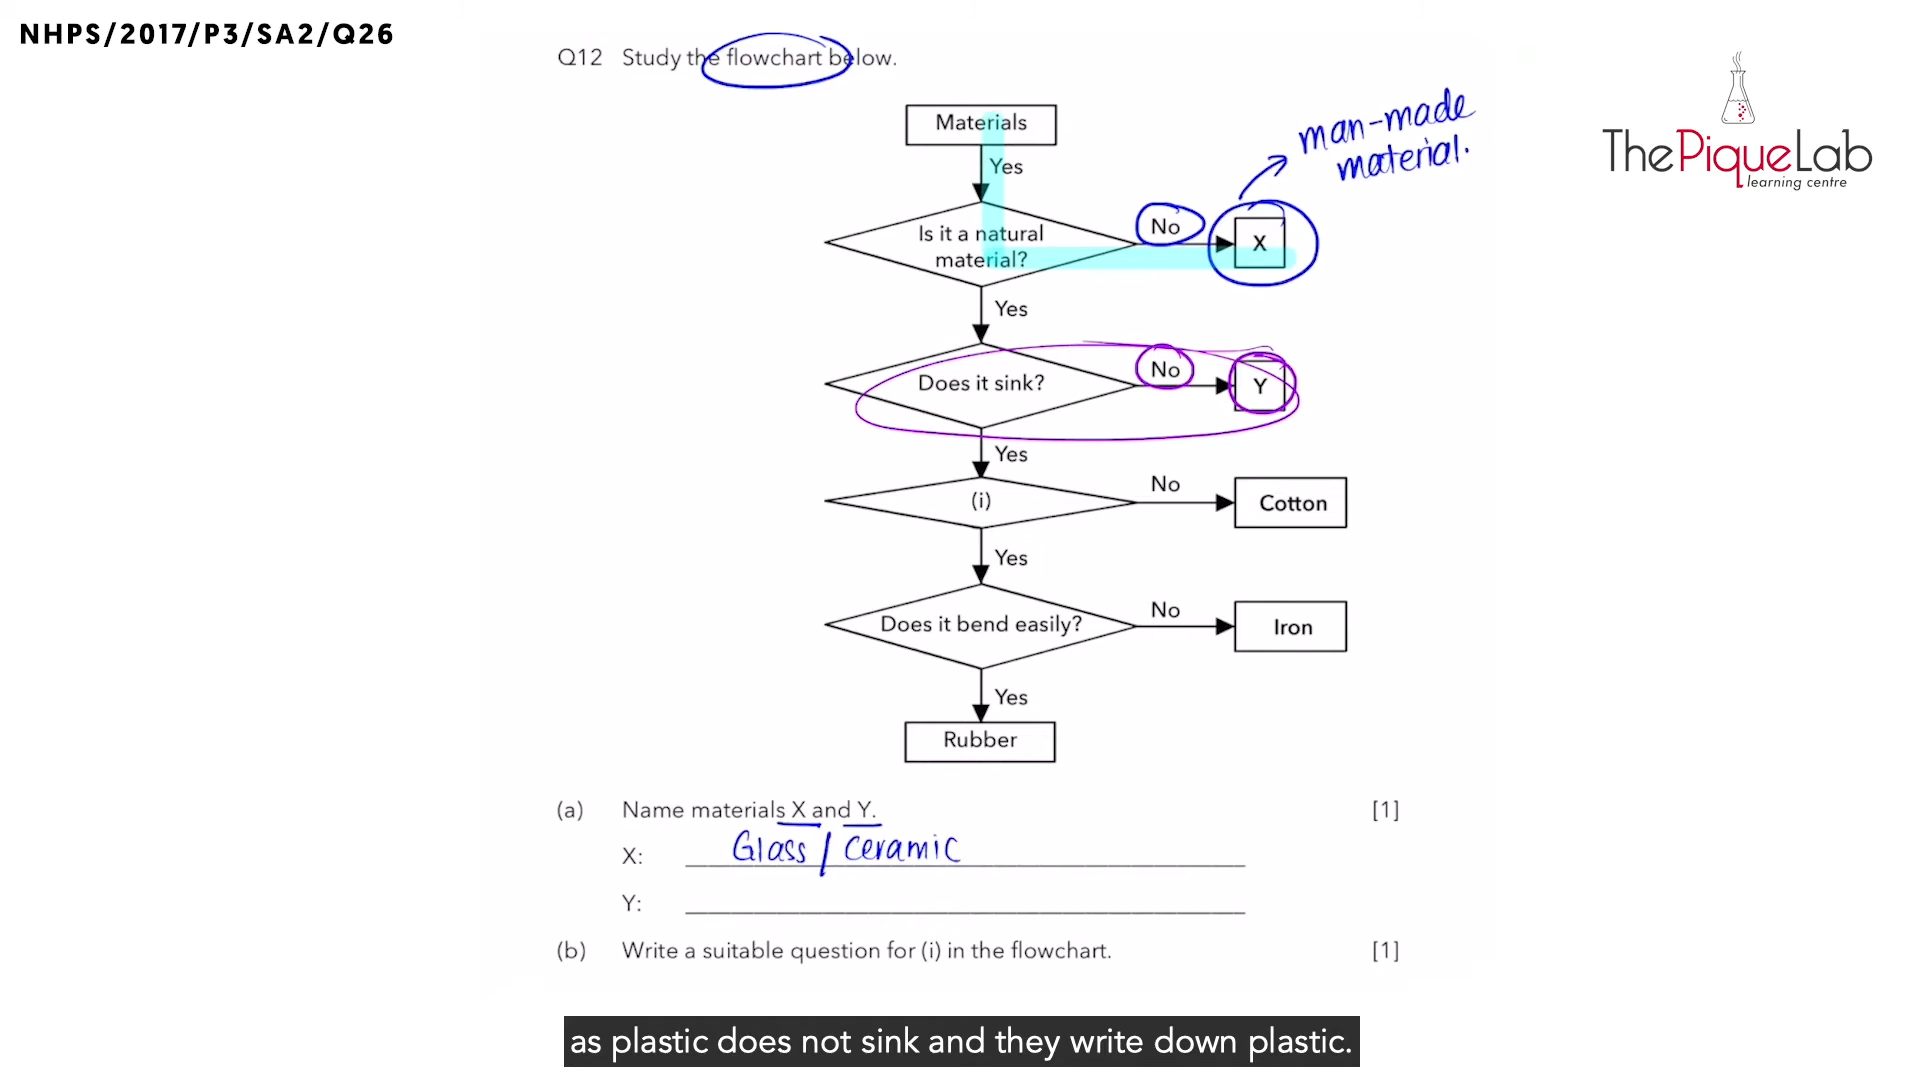 NHPS/2017/P3/SA2/Q26
Q12 Study the flowchart below.
ThePiqueLab
learning centre
man-made
material.
Materials
Yes
Is it a natural
material?
No
X
Yes
Does it sink?
No
Y
Yes
(i)
No
Cotton
Yes
Does it bend easily?
No
Iron
Yes
Rubber
(a) Name materials X and Y. [1]
X: Glass / ceramic
Y:
(b) Write a suitable question for (i) in the flowchart. [1]
as plastic does not sink and they write down plastic.